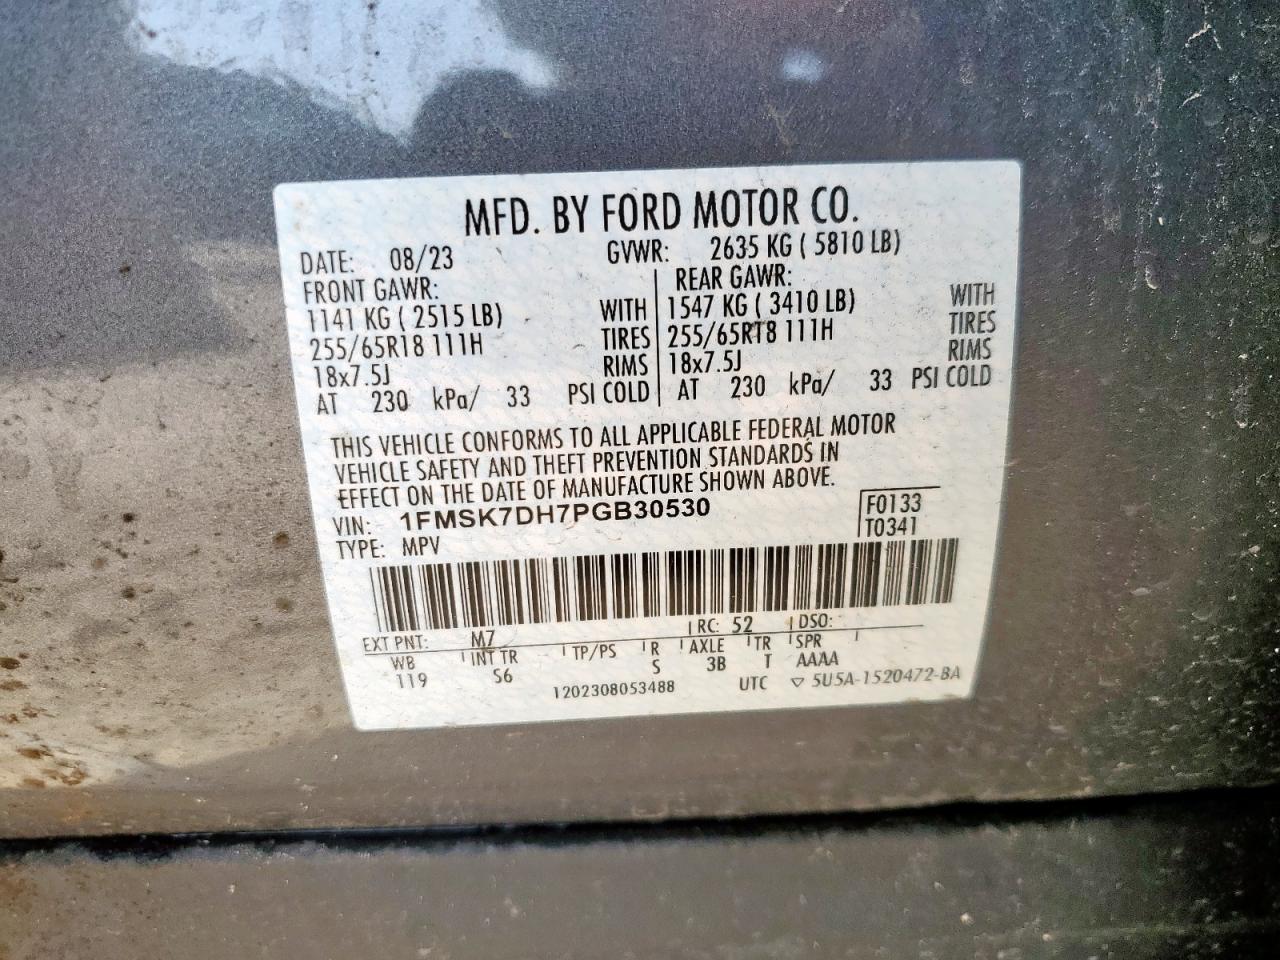 MFD. BY FORD MOTOR CO.
DATE: 08/23 GVWR: 2635 KG ( 5810 LB)
FRONT GAWR: REAR GAWR:
1141 KG ( 2515 LB) WITH 1547 KG ( 3410 LB) WITH
255/65R18 111H TIRES 255/65R18 111H TIRES
18x7.5J RIMS 18x7.5J RIMS
AT 230 kPa/ 33 PSI COLD AT 230 kPa/ 33 PSI COLD
THIS VEHICLE CONFORMS TO ALL APPLICABLE FEDERAL MOTOR
VEHICLE SAFETY AND THEFT PREVENTION STANDARDS IN
EFFECT ON THE DATE OF MANUFACTURE SHOWN ABOVE.
VIN: 1FMSK7DH7PGB30530 F0133
TYPE: MPV T0341
EXT PNT: M7 RC: 52 DSO:
WB INT TR TP/PS R AXLE TR SPR
119 S6 S 3B T AAAA
1202308053488 UTC ▽ 5U5A-1520472-BA